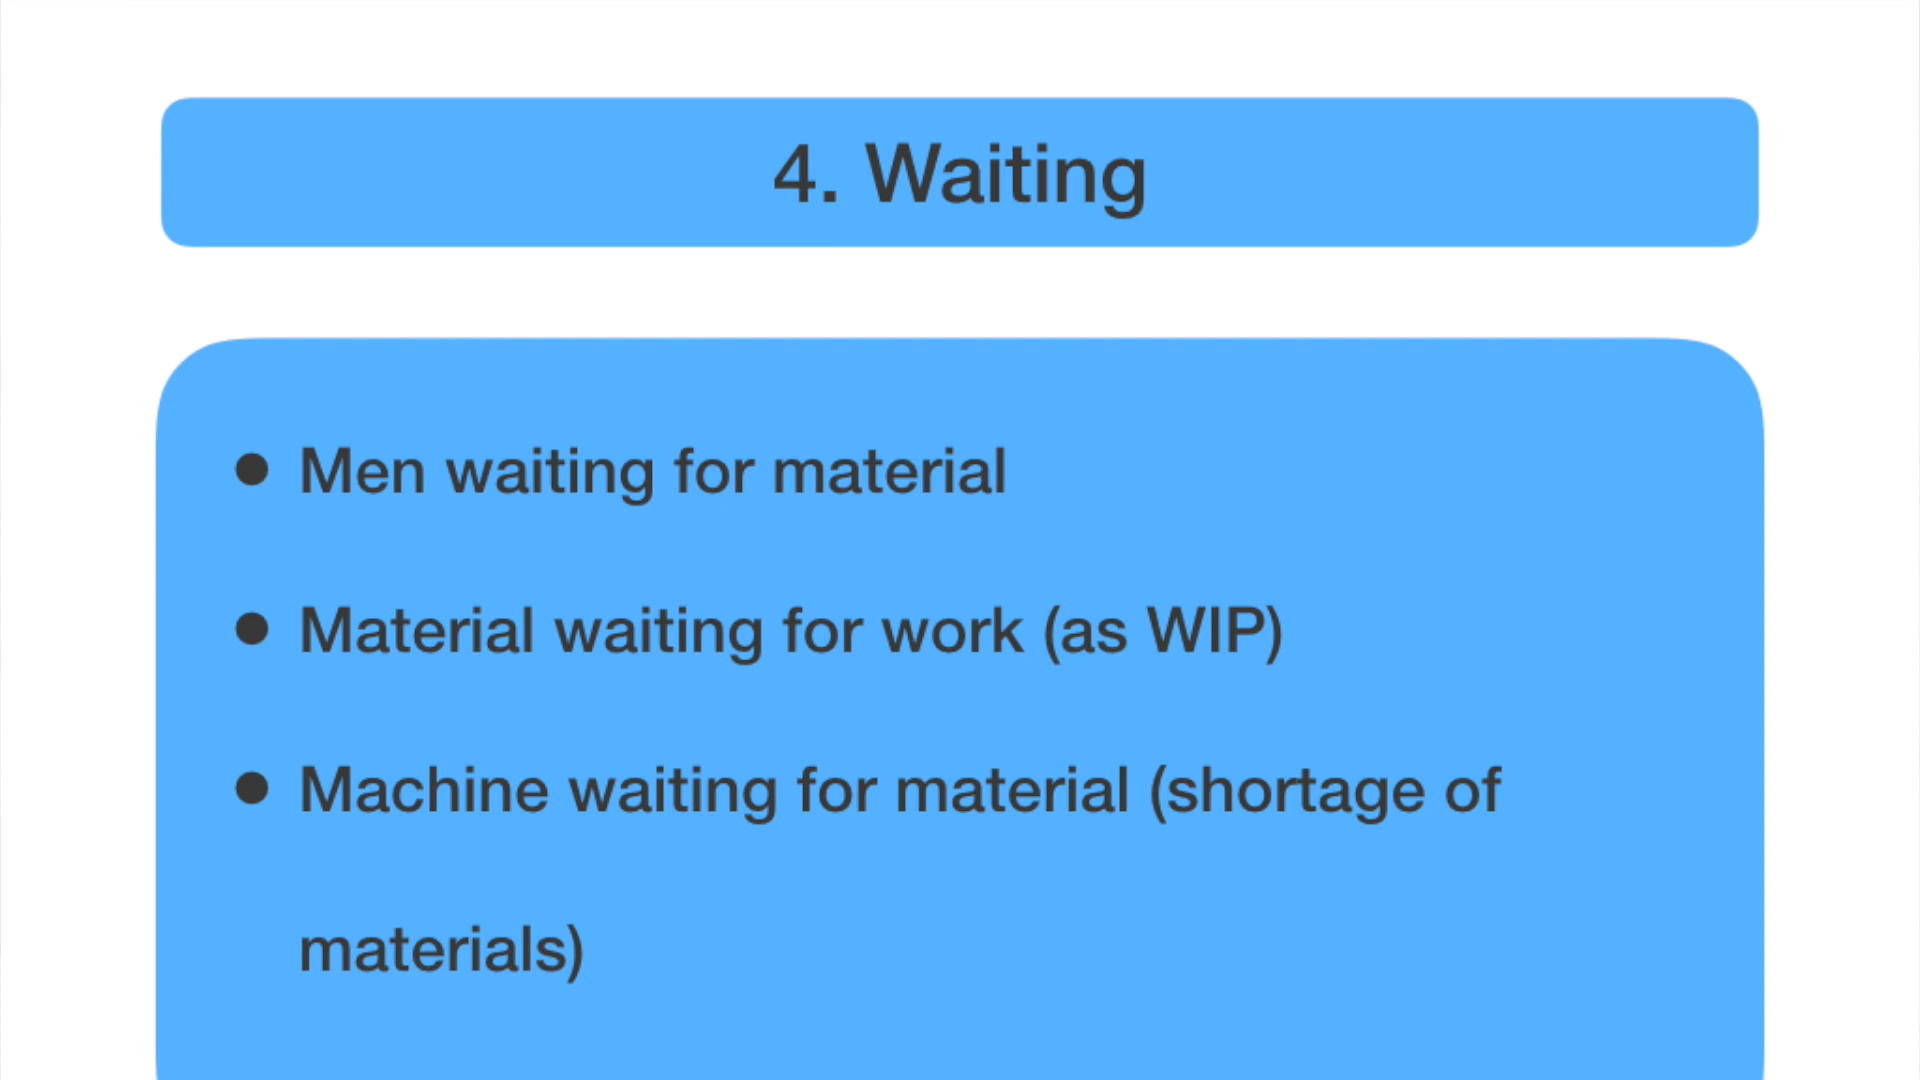 4. Waiting
● Men waiting for material
● Material waiting for work (as WIP)
● Machine waiting for material (shortage of
materials)